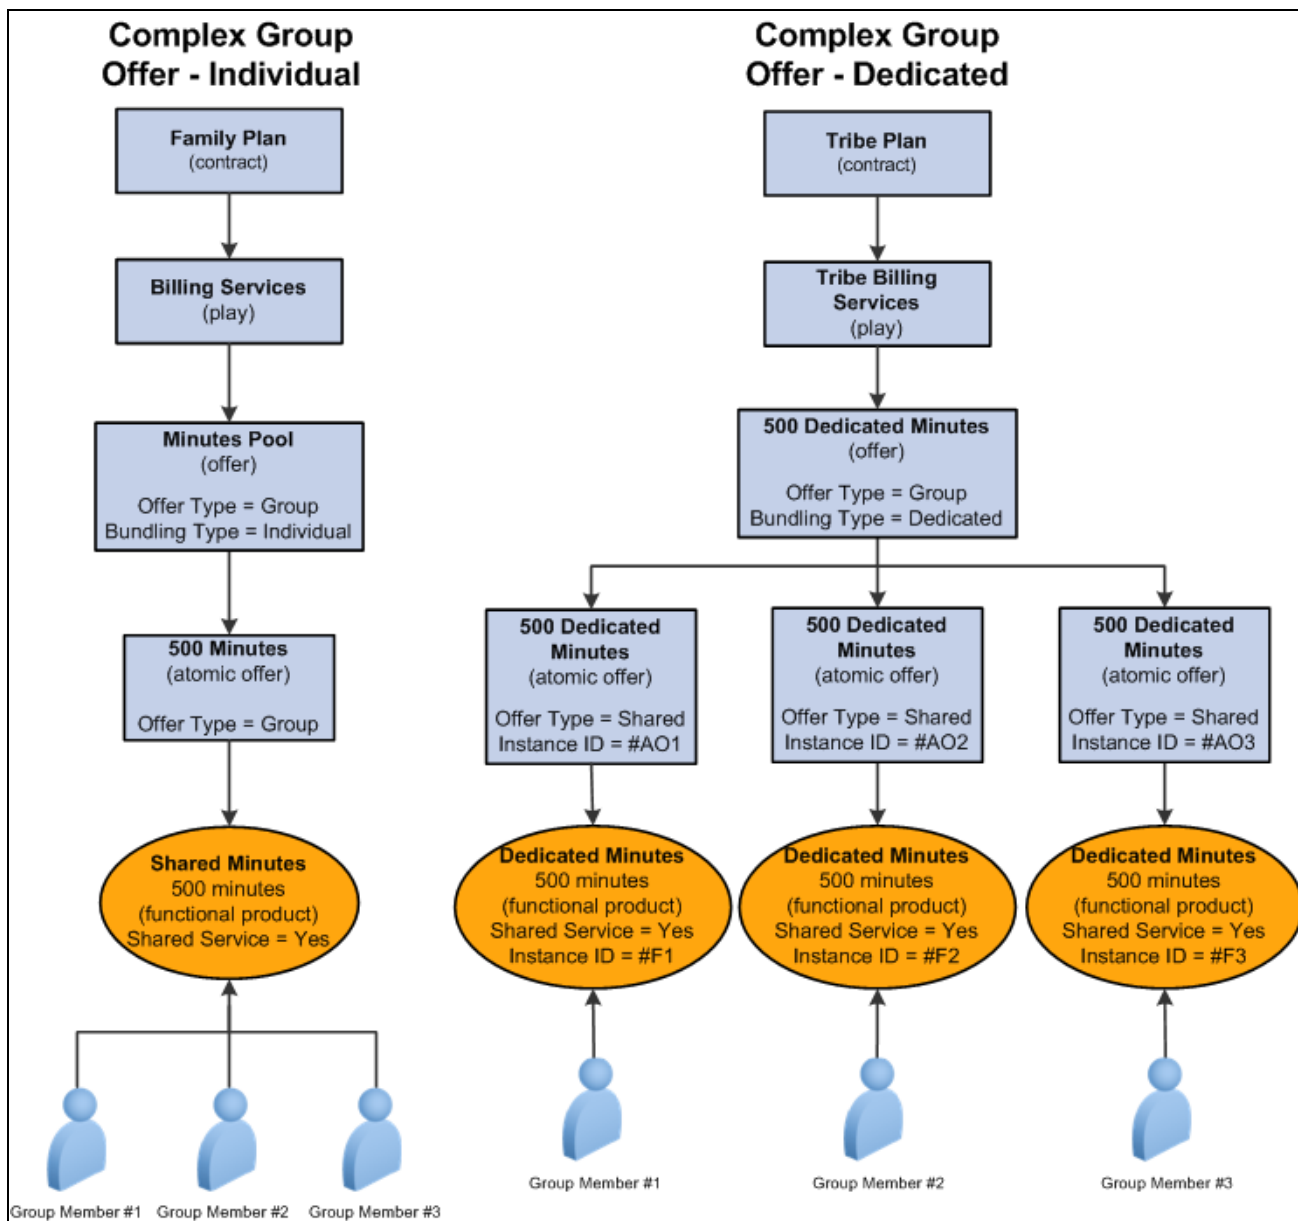 Complex Group
Offer - Individual
Family Plan
(contract)
Billing Services
(play)
Minutes Pool
(offer)
Offer Type = Group
Bundling Type = Individual
500 Minutes
(atomic offer)
Offer Type = Group
Shared Minutes
500 minutes
(functional product)
Shared Service = Yes
Group Member #1
Group Member #2
Group Member #3
Complex Group
Offer - Dedicated
Tribe Plan
(contract)
Tribe Billing
Services
(play)
500 Dedicated Minutes
(offer)
Offer Type = Group
Bundling Type = Dedicated
500 Dedicated
Minutes
(atomic offer)
Offer Type = Shared
Instance ID = #AO1
500 Dedicated
Minutes
(atomic offer)
Offer Type = Shared
Instance ID = #AO2
500 Dedicated
Minutes
(atomic offer)
Offer Type = Shared
Instance ID = #AO3
Dedicated Minutes
500 minutes
(functional product)
Shared Service = Yes
Instance ID = #F1
Dedicated Minutes
500 minutes
(functional product)
Shared Service = Yes
Instance ID = #F2
Dedicated Minutes
500 minutes
(functional product)
Shared Service = Yes
Instance ID = #F3
Group Member #1
Group Member #2
Group Member #3